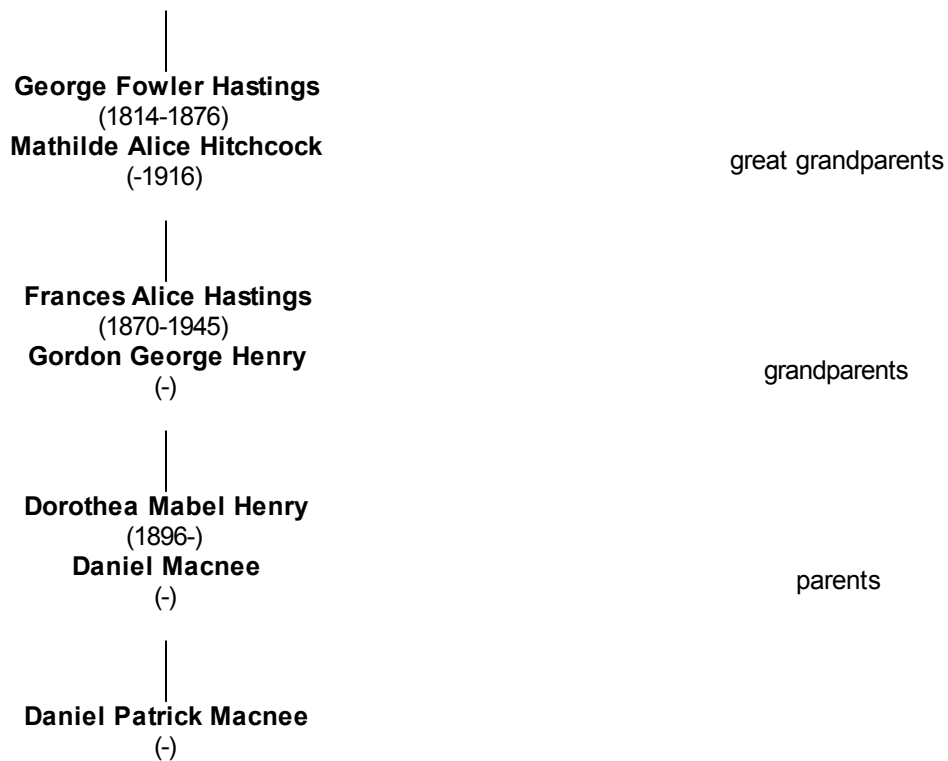 George Fowler Hastings
(1814-1876)
Mathilde Alice Hitchcock
(-1916)
great grandparents
Frances Alice Hastings
(1870-1945)
Gordon George Henry
(-)
grandparents
Dorothea Mabel Henry
(1896-)
Daniel Macnee
(-)
parents
Daniel Patrick Macnee
(-)